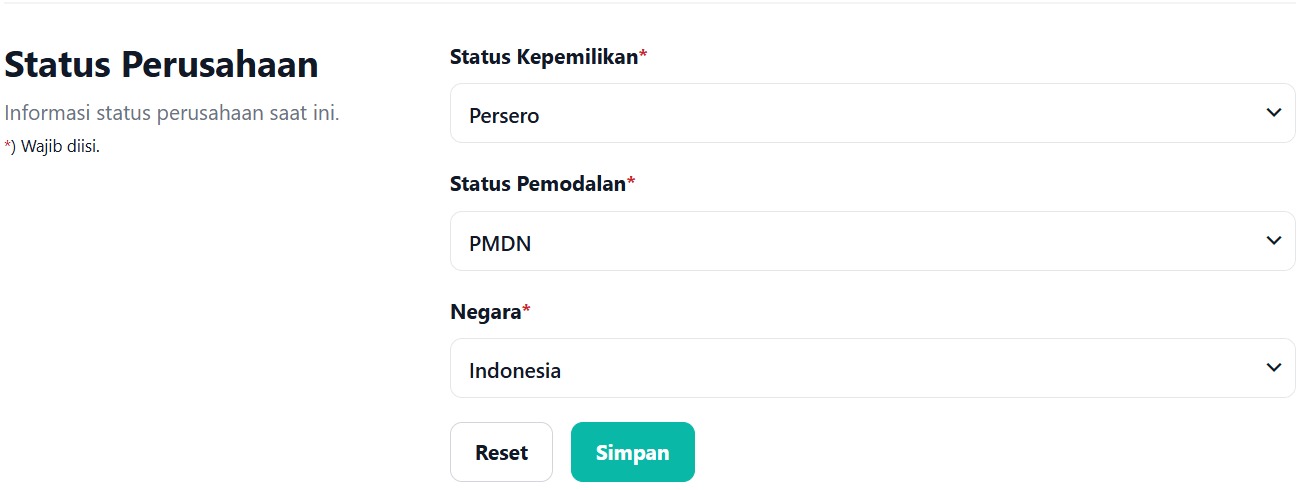 Status Perusahaan
Informasi status perusahaan saat ini.
*) Wajib diisi.
Status Kepemilikan*
Persero
Status Pemodalan*
PMDN
Negara*
Indonesia
Reset
Simpan